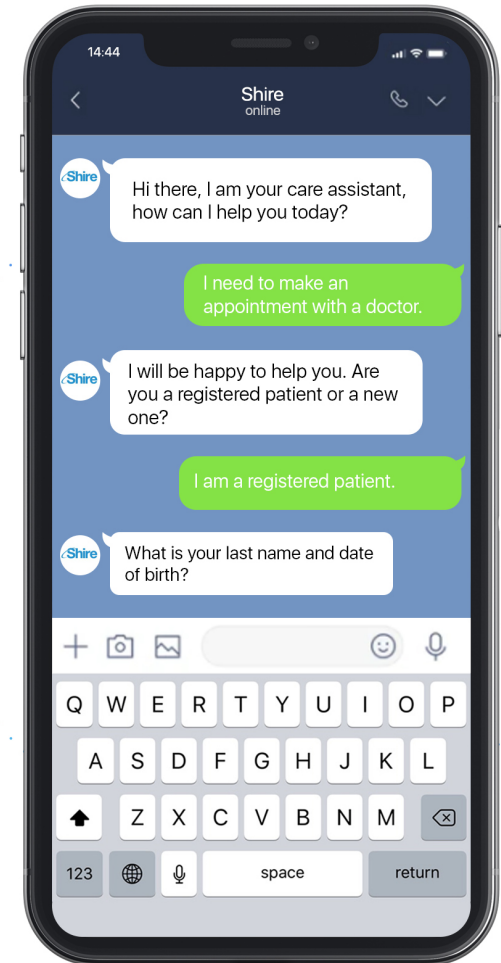 14:44
Shire
online
Shire
Hi there, I am your care assistant,
how can I help you today?
I need to make an
appointment with a doctor.
Shire
I will be happy to help you. Are
you a registered patient or a new
one?
I am a registered patient.
Shire
What is your last name and date
of birth?
Q W E R T Y U I O P
A S D F G H J K L
Z X C V B N M
123 space return